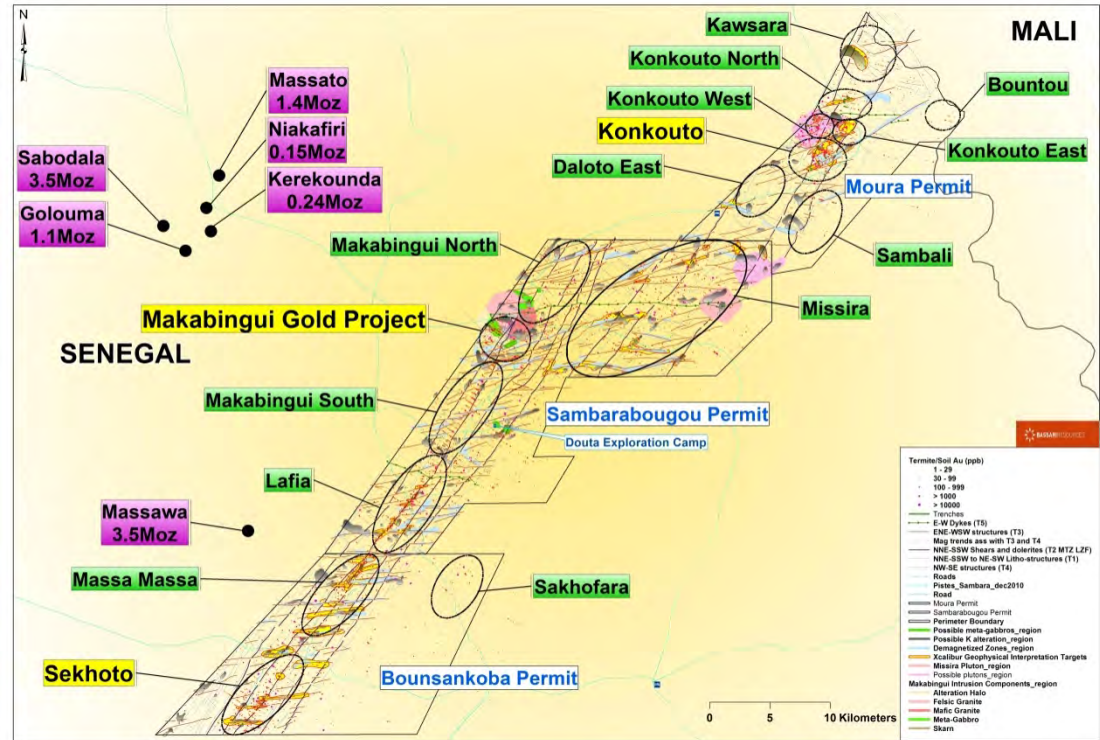 N
MALI
Kawsara
Konkouto North
Bountou
Konkouto West
Konkouto
Konkouto East
Daloto East
Moura Permit
Sambali
Massato
1.4Moz
Niakafiri
0.15Moz
Sabodala
3.5Moz
Kerekounda
0.24Moz
Golouma
1.1Moz
Makabingui North
Missira
Makabingui Gold Project
SENEGAL
Makabingui South
Sambarabougou Permit
Douta Exploration Camp
Lafia
Massawa
3.5Moz
Massa Massa
Sakhofara
Sekhoto
Bounsankoba Permit
0 5 10 Kilometers
BASSARI RESOURCES
Termite/Soil Au (ppb)
1 - 29
30 - 99
100 - 999
> 1000
> 10000
Trenches
E-W Dykes (T5)
ENE-WSW structures (T3)
Mag trends ass with T3 and T4
NNE-SSW Shears and dolerites (T2 MTZ LZF)
NNE-SSW to NE-SW Litho-structures (T1)
NW-SE structures (T4)
Roads
Pistes_Sambara_dec2010
Road
Moura Permit
Sambarabougou Permit
Perimeter Boundary
Possible meta-gabbros_region
Possible K alteration_region
Demagnetized Zones_region
Xcalibur Geophysical Interpretation Targets
Missira Pluton_region
Possible plutons_region
Makabingui Intrusion Components_region
Alteration Halo
Felsic Granite
Mafic Granite
Meta-Gabbro
Skarn